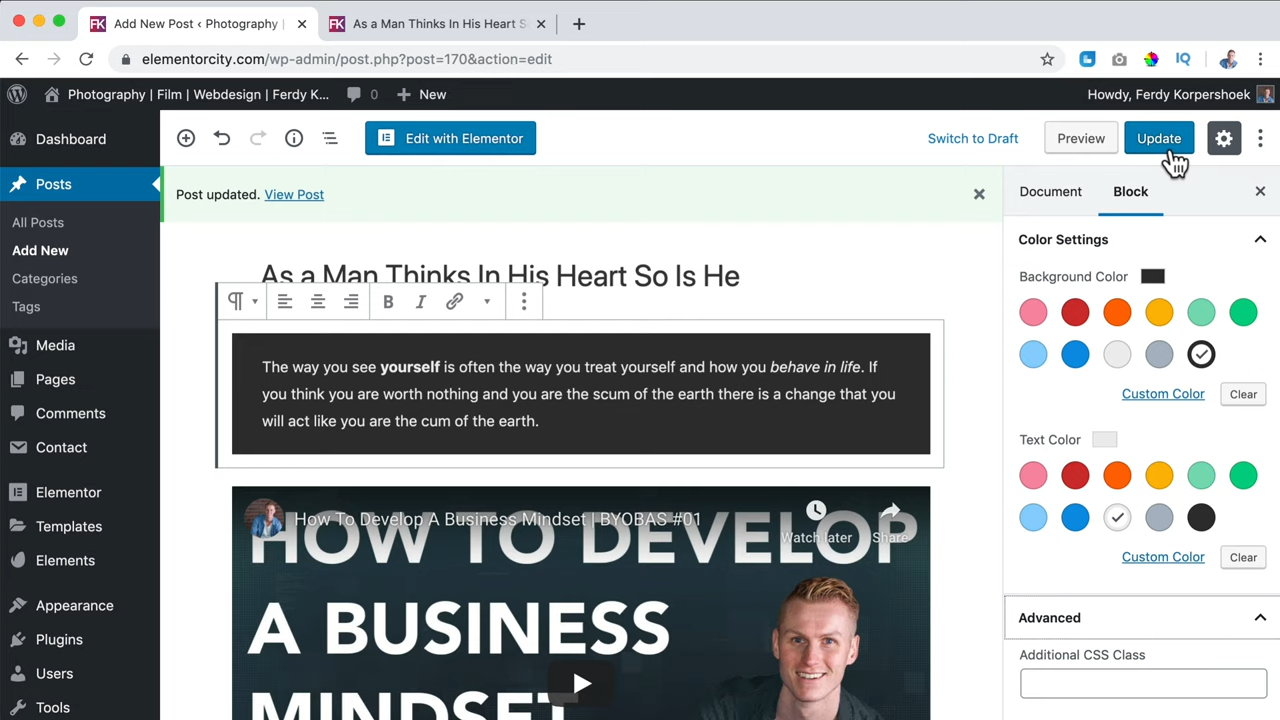 FK Add New Post ‹ Photography |
FK As a Man Thinks In His Heart S
elementorcity.com/wp-admin/post.php?post=170&action=edit
IQ
Photography | Film | Webdesign | Ferdy K...
0
New
Howdy, Ferdy Korpershoek
Dashboard
Posts
All Posts
Add New
Categories
Tags
Media
Pages
Comments
Contact
Elementor
Templates
Elements
Appearance
Plugins
Users
Tools
Edit with Elementor
Switch to Draft
Preview
Update
Post updated. View Post
As a Man Thinks In His Heart So Is He
B I
The way you see yourself is often the way you treat yourself and how you behave in life. If
you think you are worth nothing and you are the scum of the earth there is a change that you
will act like you are the cum of the earth.
How To Develop A Business Mindset | BYOBAS #01
Watch later
Share
HOW TO DEVELOP
A BUSINESS
MINDSET
Document
Block
Color Settings
Background Color
Custom Color
Clear
Text Color
Custom Color
Clear
Advanced
Additional CSS Class